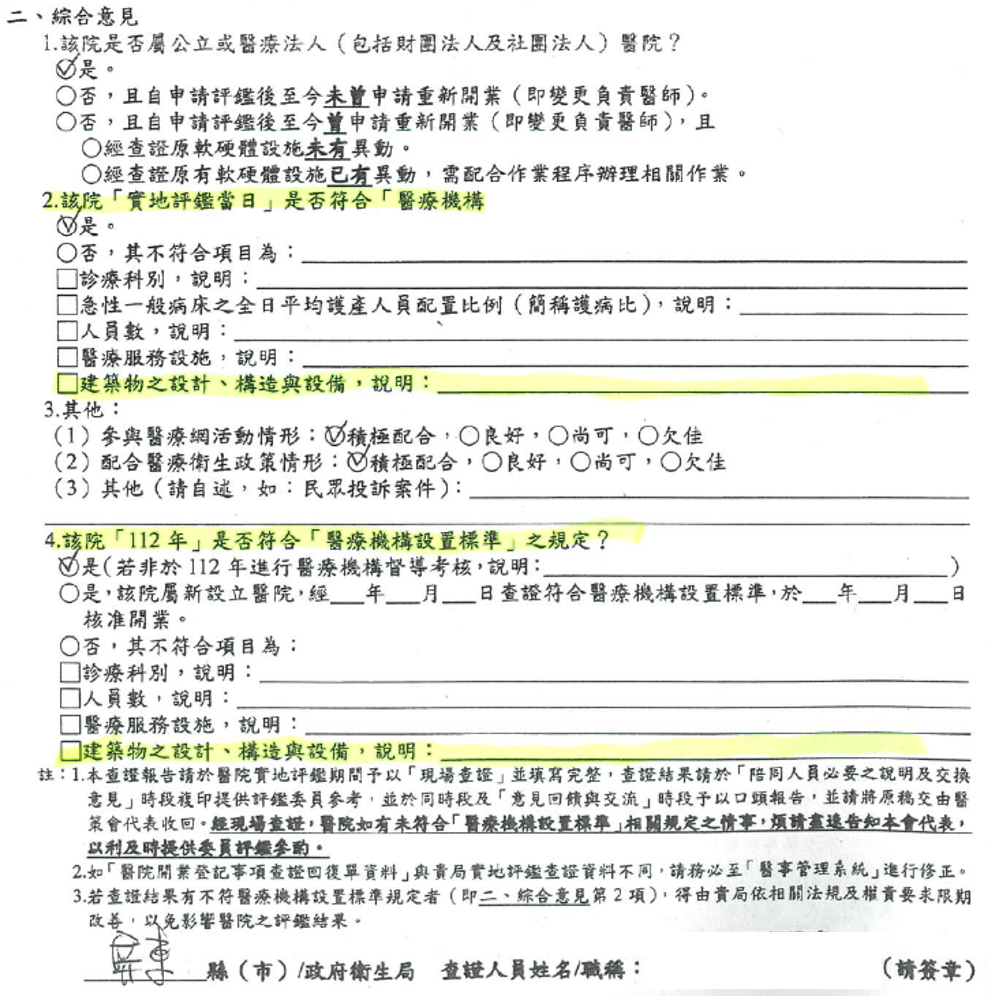 二、綜合意見
1.該院是否屬公立或醫療法人（包括財團法人及社團法人）醫院？
☑是。
○否，且自申請評鑑後至今未曾申請重新開業（即變更負責醫師）。
○否，且自申請評鑑後至今曾申請重新開業（即變更負責醫師），且
○經查證原軟硬體設施未有異動。
○經查證原有軟硬體設施已有異動，需配合作業程序辦理相關作業。
2.該院「實地評鑑當日」是否符合「醫療機構
☑是。
○否，其不符合項目為：
□診療科別，說明：
□急性一般病床之全日平均護產人員配置比例（簡稱護病比），說明：
□人員數，說明：
□醫療服務設施，說明：
□建築物之設計、構造與設備，說明：
3.其他：
（1）參與醫療網活動情形：☑積極配合，○良好，○尚可，○欠佳
（2）配合醫療衛生政策情形：☑積極配合，○良好，○尚可，○欠佳
（3）其他（請自述，如：民眾投訴案件）：
4.該院「112年」是否符合「醫療機構設置標準」之規定？
☑是(若非於112年進行醫療機構督導考核，說明：＿＿＿)
○是，該院屬新設立醫院，經＿＿年＿＿月＿＿日查證符合醫療機構設置標準，於＿＿年＿＿月＿＿日
核准開業。
○否，其不符合項目為：
□診療科別，說明：
□人員數，說明：
□醫療服務設施，說明：
□建築物之設計、構造與設備，說明：
註：1.本查證報告請於醫院實地評鑑期間予以「現場查證」並填寫完整，查證結果請於「陪同人員必要之說明及交換
意見」時段複印提供評鑑委員參考，並於同時段及「意見回饋與交流」時段予以口頭報告，並請將原稿交由醫
策會代表收回。經現場查證，醫院如有未符合「醫療機構設置標準」相關規定之情事，煩請盡速告知本會代表，
以利及時提供委員評鑑參酌。
2.如「醫院開業登記事項查證回復單資料」與貴局實地評鑑查證資料不同，請務必至「醫事管理系統」進行修正。
3.若查證結果有不符醫療機構設置標準規定者（即二、綜合意見第2項），得由貴局依相關法規及權責要求限期
改善，以免影響醫院之評鑑結果。
屏東縣（市）/政府衛生局 查證人員姓名/職稱： （請簽章）